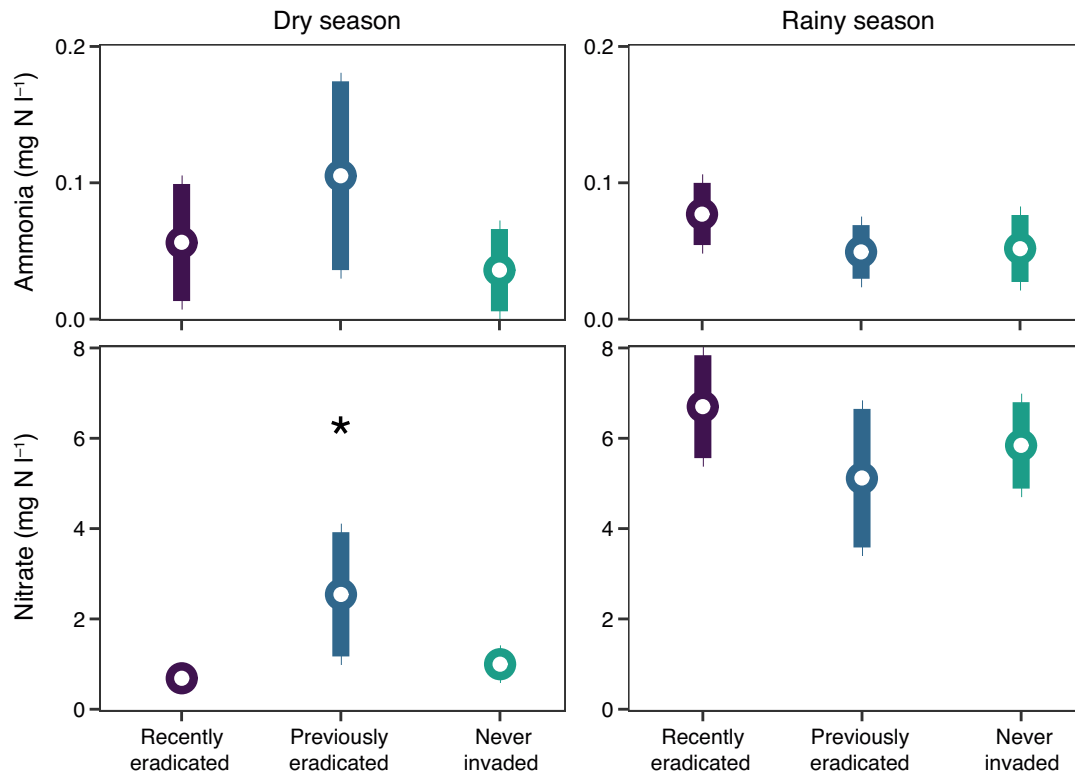 Dry season
Rainy season
Ammonia (mg N l⁻¹)
0.2
0.1
0.0
0.2
0.1
0.0
Nitrate (mg N l⁻¹)
8
6
4
2
0
*
8
6
4
2
0
Recently
eradicated
Previously
eradicated
Never
invaded
Recently
eradicated
Previously
eradicated
Never
invaded